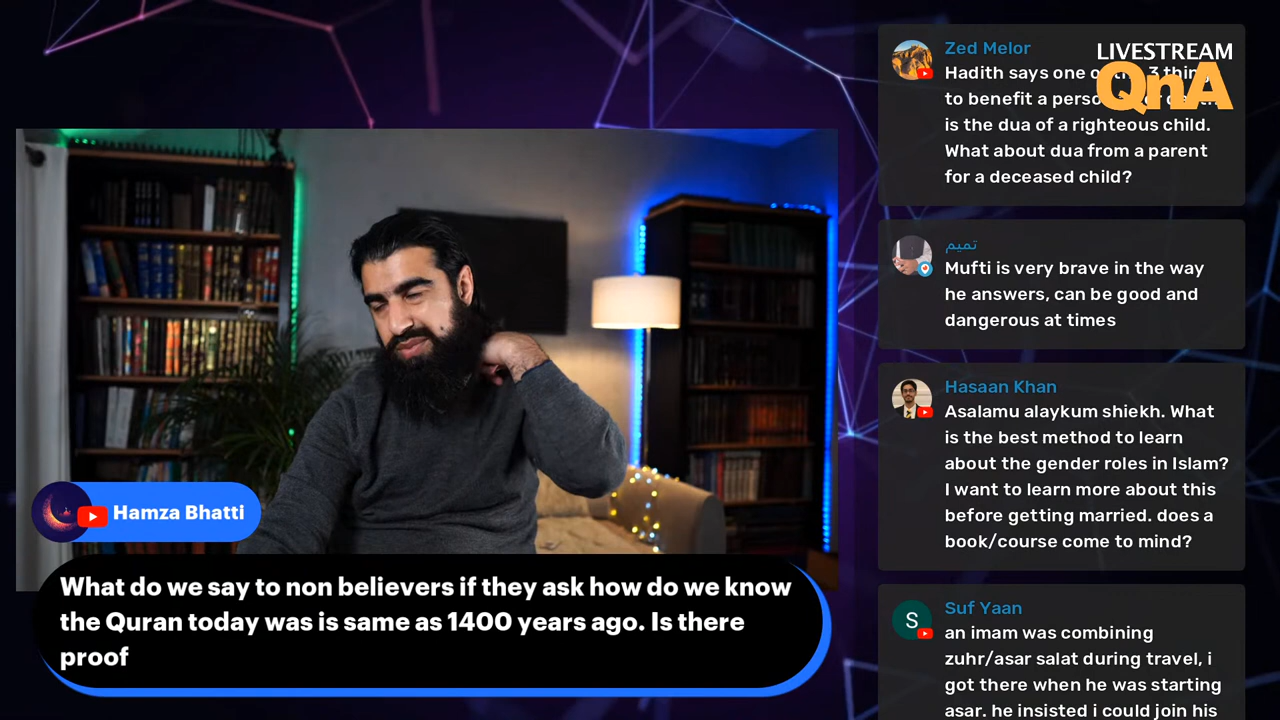 LIVESTREAM
QnA
Zed Melor
Hadith says one 3
to benefit a
is the dua of a righteous child.
What about dua from a parent
for a deceased child?
تميم
Mufti is very brave in the way
he answers, can be good and
dangerous at times
Hasaan Khan
Asalamu alaykum shiekh. What
is the best method to learn
about the gender roles in Islam?
I want to learn more about this
before getting married. does a
book/course come to mind?
S
Suf Yaan
an imam was combining
zuhr/asar salat during travel, i
got there when he was starting
asar. he insisted i could join his
Hamza Bhatti
What do we say to non believers if they ask how do we know
the Quran today was is same as 1400 years ago. Is there
proof